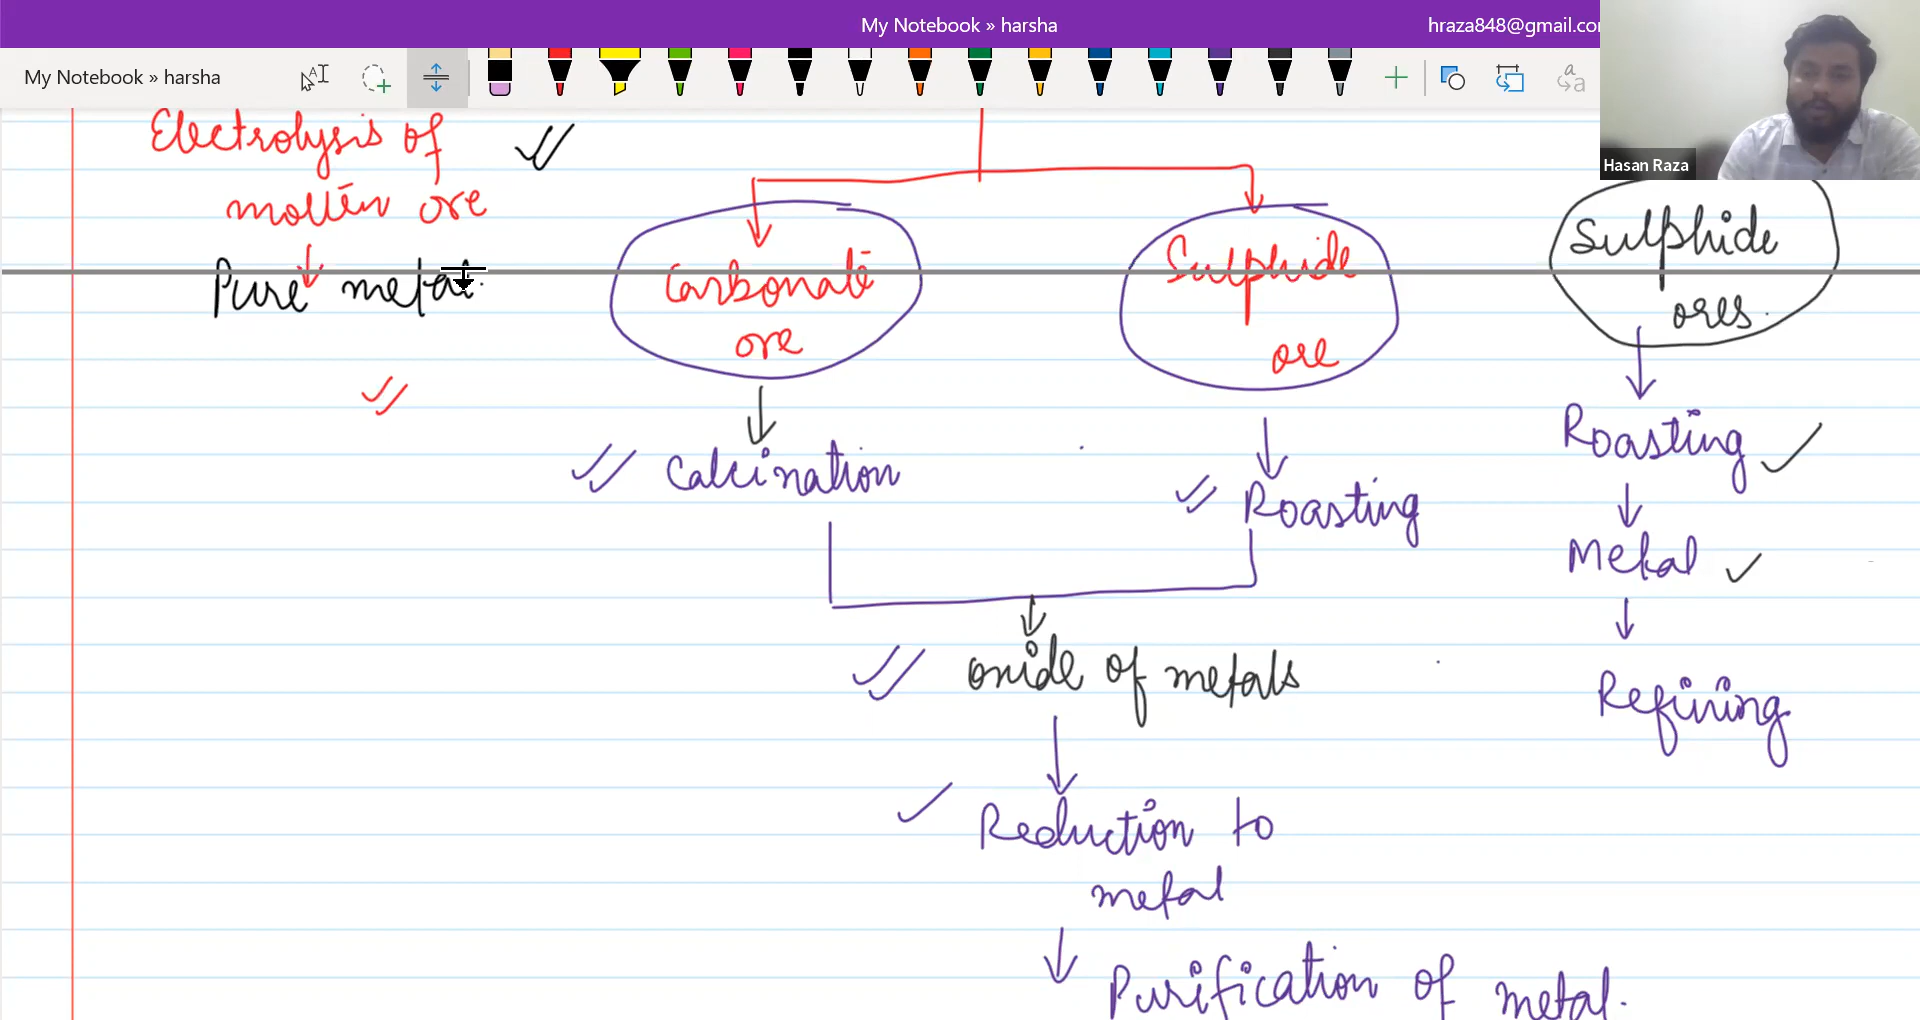 My Notebook » harsha
hraza848@gmail.co
My Notebook » harsha
Hasan Raza
Electrolysis of
molten ore
Pure metal.
Carbonate
ore
Calcination
Sulphide
ore
Roasting
oxide of metals
Reduction to
metal
Purification of metal.
Sulphide
ores.
Roasting
Metal
Refining